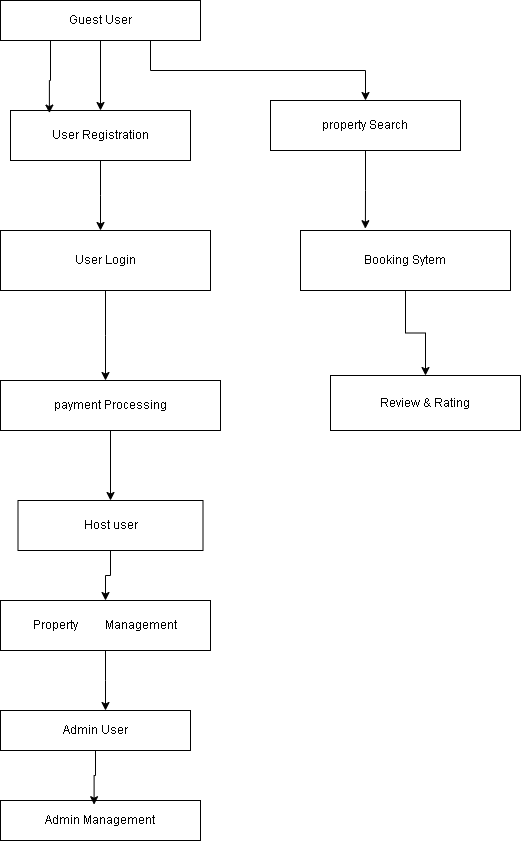 Guest User
User Registration
property Search
User Login
Booking Sytem
payment Processing
Review & Rating
Host user
Property Management
Admin User
Admin Management